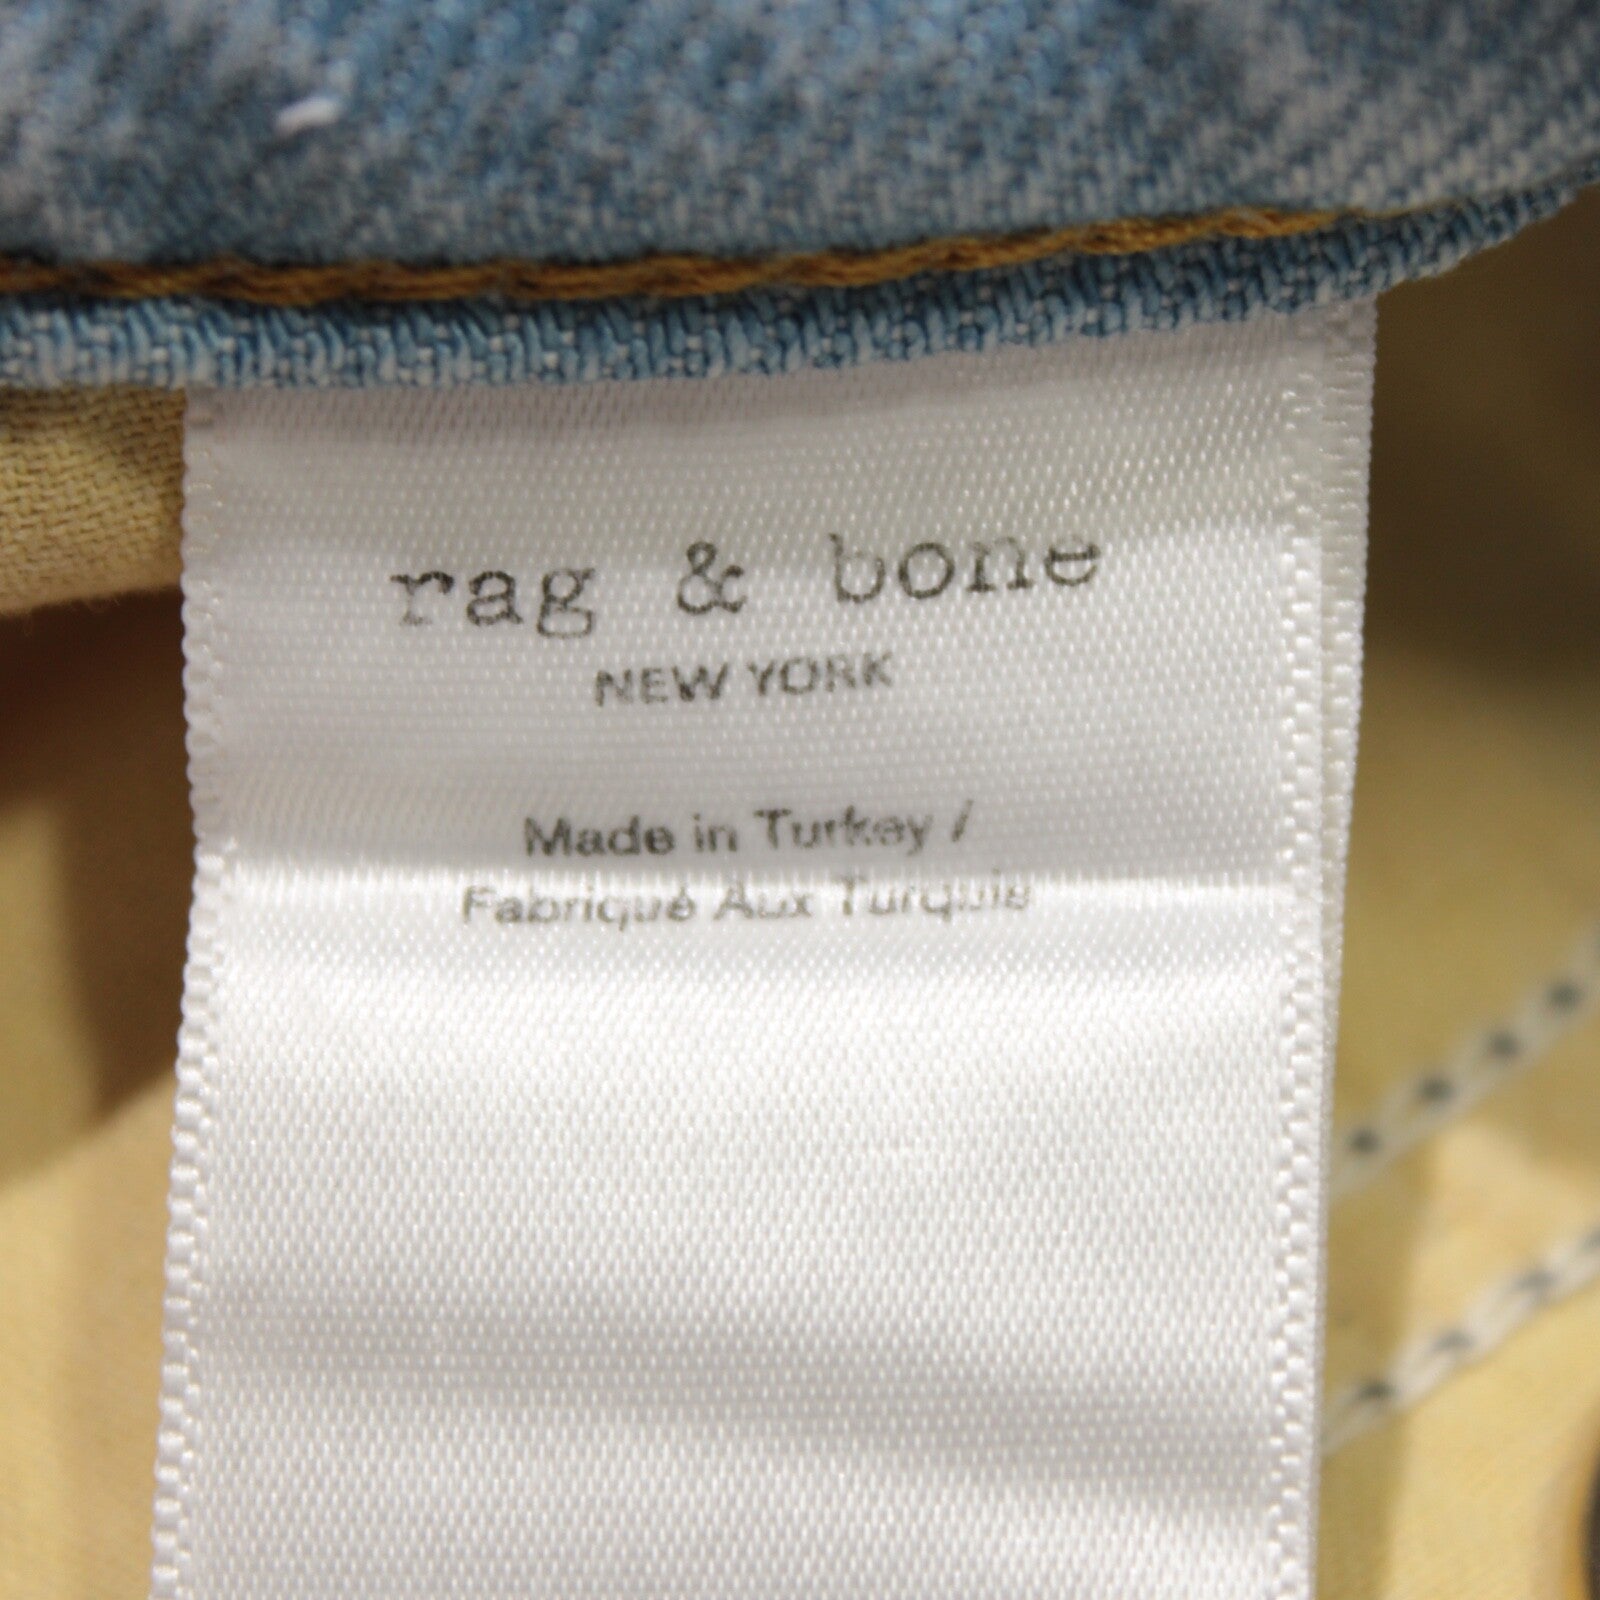 rag & bone
NEW YORK
Made in Turkey /
Fabriqué Aux Turquie